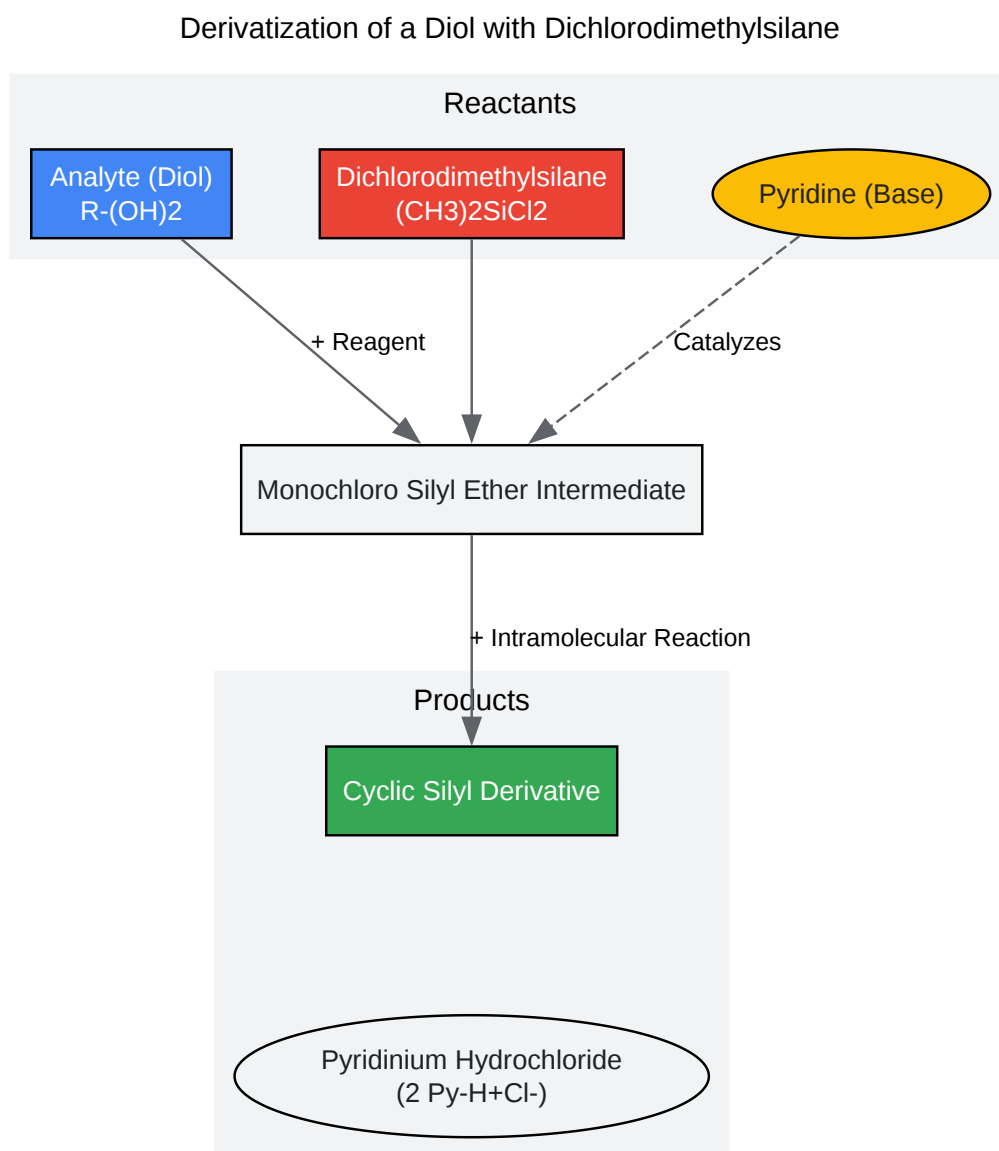 Derivatization of a Diol with Dichlorodimethylsilane
Reactants
Analyte (Diol)
R-(OH)2
Dichlorodimethylsilane
(CH3)2SiCl2
Pyridine (Base)
+ Reagent
Catalyzes
Monochloro Silyl Ether Intermediate
+ Intramolecular Reaction
Products
Cyclic Silyl Derivative
Pyridinium Hydrochloride
(2 Py-H+Cl-)